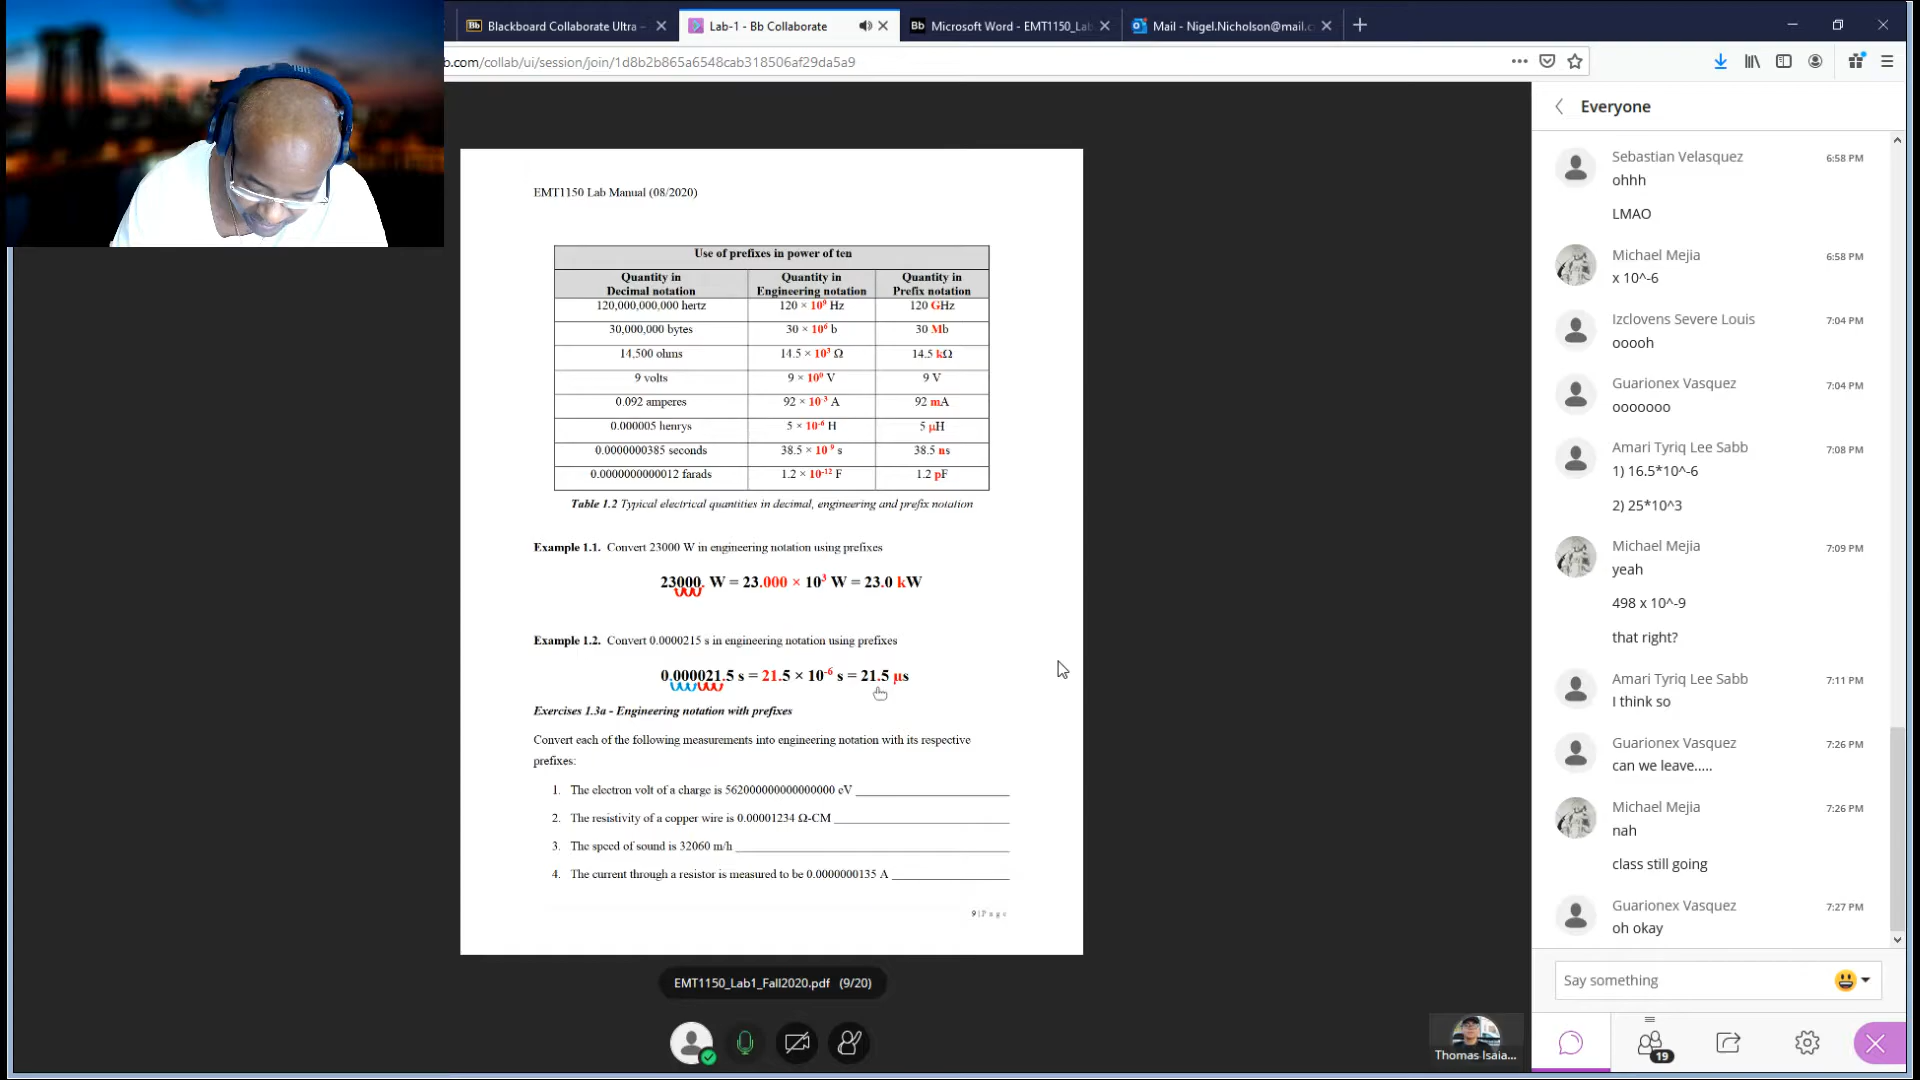 Blackboard Collaborate Ultra –
Lab-1 - Bb Collaborate
Microsoft Word - EMT1150_Lab
Mail - Nigel.Nicholson@mail.c
b.com/collab/ui/session/join/1d8b2b865a6548cab318506af29da5a9
EMT1150 Lab Manual (08/2020)
Use of prefixes in power of ten
Quantity in Decimal notation | Quantity in Engineering notation | Quantity in Prefix notation
120,000,000,000 hertz | 120 × 10⁹ Hz | 120 GHz
30,000,000 bytes | 30 × 10⁶ b | 30 Mb
14,500 ohms | 14.5 × 10³ Ω | 14.5 kΩ
9 volts | 9 × 10⁰ V | 9 V
0.092 amperes | 92 × 10⁻³ A | 92 mA
0.000005 henrys | 5 × 10⁻⁶ H | 5 μH
0.0000000385 seconds | 38.5 × 10⁻⁹ s | 38.5 ns
0.0000000000012 farads | 1.2 × 10⁻¹² F | 1.2 pF
Table 1.2 Typical electrical quantities in decimal, engineering and prefix notation
Example 1.1. Convert 23000 W in engineering notation using prefixes
23000. W = 23.000 × 10³ W = 23.0 kW
Example 1.2. Convert 0.0000215 s in engineering notation using prefixes
0.000021.5 s = 21.5 × 10⁻⁶ s = 21.5 μs
Exercises 1.3a - Engineering notation with prefixes
Convert each of the following measurements into engineering notation with its respective
prefixes:
1. The electron volt of a charge is 562000000000000000 eV
2. The resistivity of a copper wire is 0.00001234 Ω-CM
3. The speed of sound is 32060 m/h
4. The current through a resistor is measured to be 0.0000000135 A
9 | P a g e
EMT1150_Lab1_Fall2020.pdf (9/20)
Thomas Isaia...
Everyone
Sebastian Velasquez 6:58 PM
ohhh
LMAO
Michael Mejia 6:58 PM
x 10^-6
Izclovens Severe Louis 7:04 PM
ooooh
Guarionex Vasquez 7:04 PM
ooooooo
Amari Tyriq Lee Sabb 7:08 PM
1) 16.5*10^-6
2) 25*10^3
Michael Mejia 7:09 PM
yeah
498 x 10^-9
that right?
Amari Tyriq Lee Sabb 7:11 PM
I think so
Guarionex Vasquez 7:26 PM
can we leave.....
Michael Mejia 7:26 PM
nah
class still going
Guarionex Vasquez 7:27 PM
oh okay
Say something
19